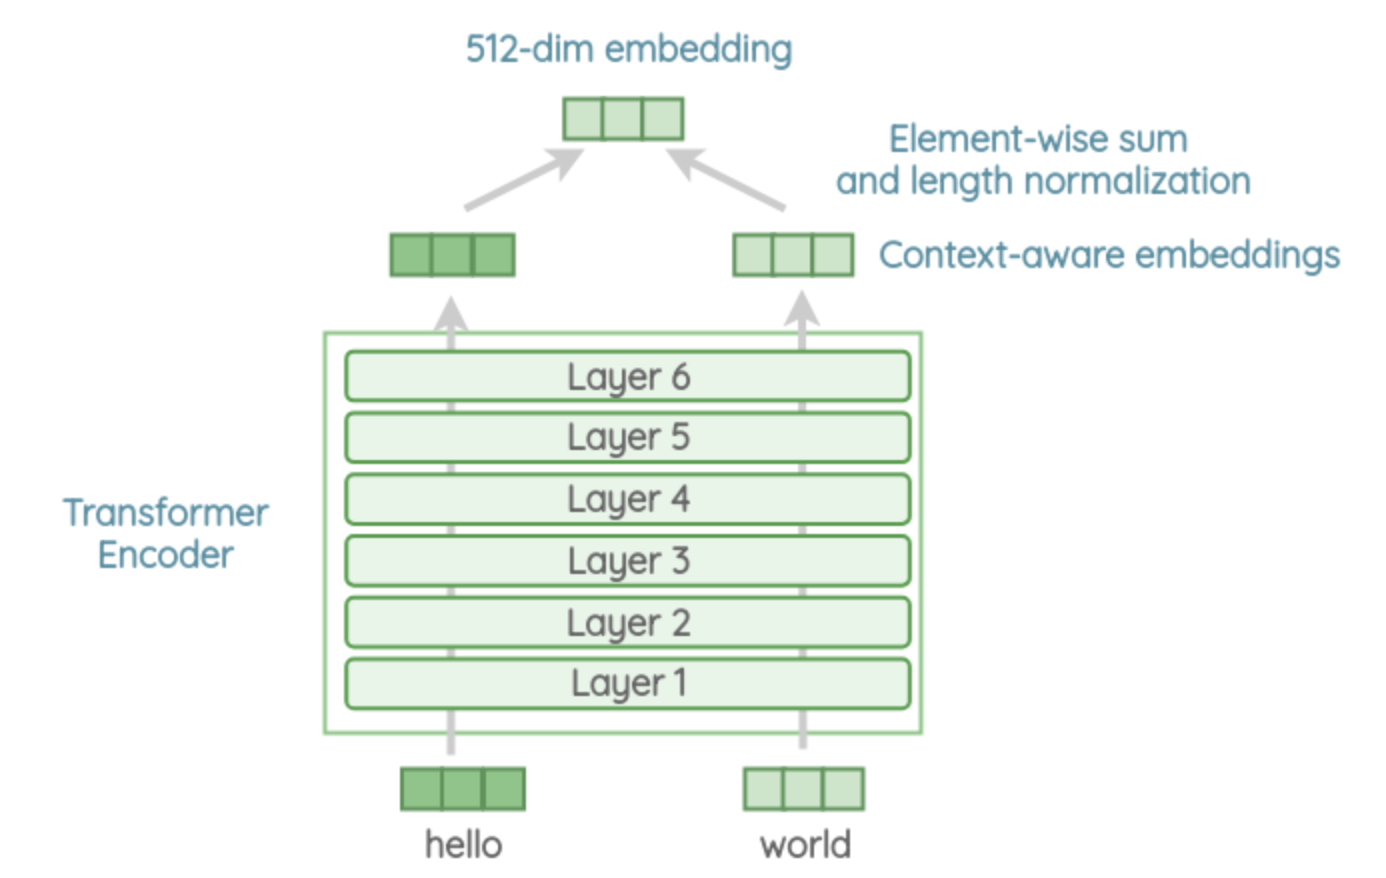 512-dim embedding
Element-wise sum
and length normalization
Context-aware embeddings
Layer 6
Layer 5
Layer 4
Transformer
Encoder
Layer 3
Layer 2
Layer 1
hello
world